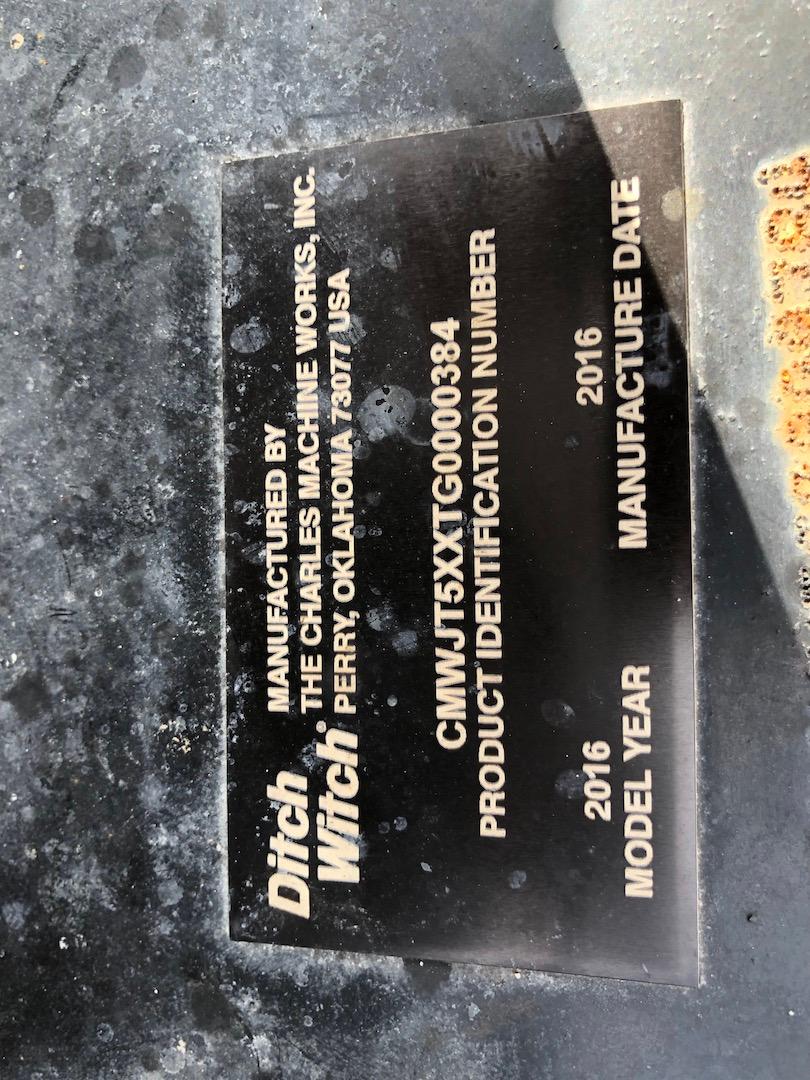 Ditch Witch®
MANUFACTURED BY
THE CHARLES MACHINE WORKS, INC.
PERRY, OKLAHOMA 73077 USA
CMWJT5XXTG0000384
PRODUCT IDENTIFICATION NUMBER
2016
MODEL YEAR
2016
MANUFACTURE DATE